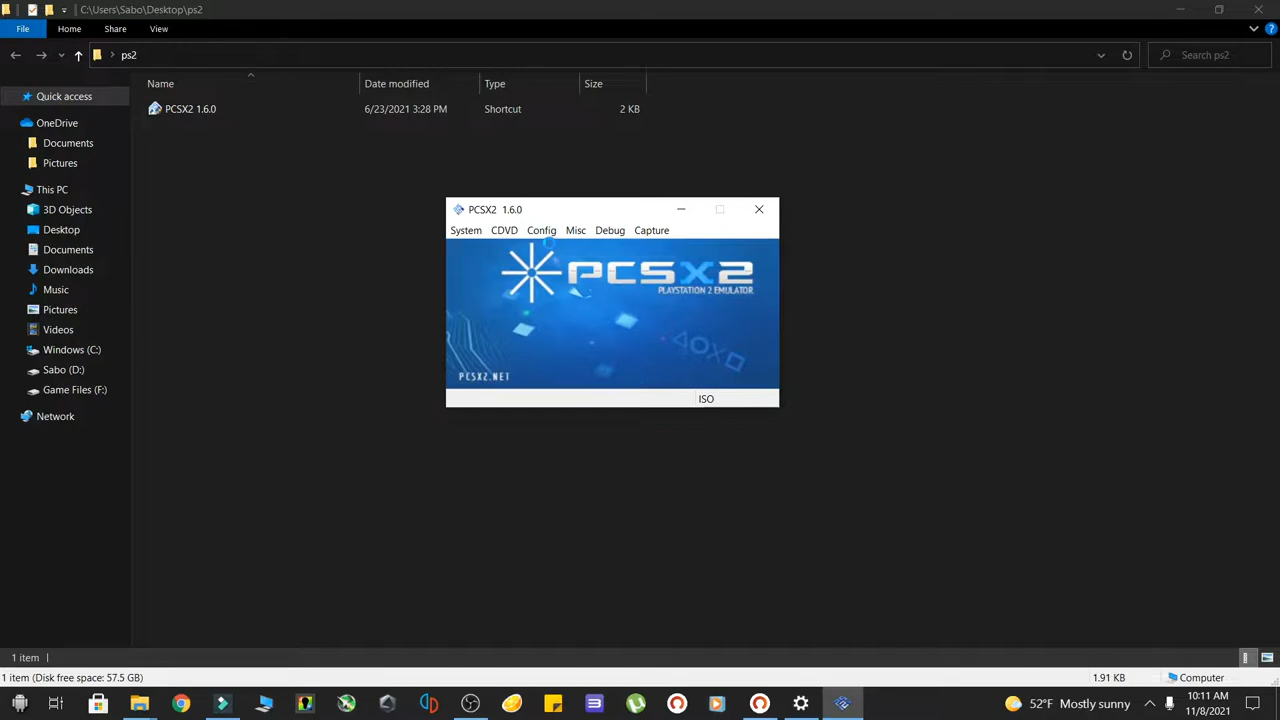 C:\Users\Sabo\Desktop\ps2
File Home Share View
ps2
Search ps2
Name Date modified Type Size
PCSX2 1.6.0 6/23/2021 3:28 PM Shortcut 2 KB
Quick access
OneDrive
Documents
Pictures
This PC
3D Objects
Desktop
Documents
Downloads
Music
Pictures
Videos
Windows (C:)
Sabo (D:)
Game Files (F:)
Network
PCSX2 1.6.0
System CDVD Config Misc Debug Capture
PCSX2
PLAYSTATION 2 EMULATOR
PCSX2.NET
ISO
1 item
1 item (Disk free space: 57.5 GB) 1.91 KB Computer
52°F Mostly sunny
10:11 AM
11/8/2021